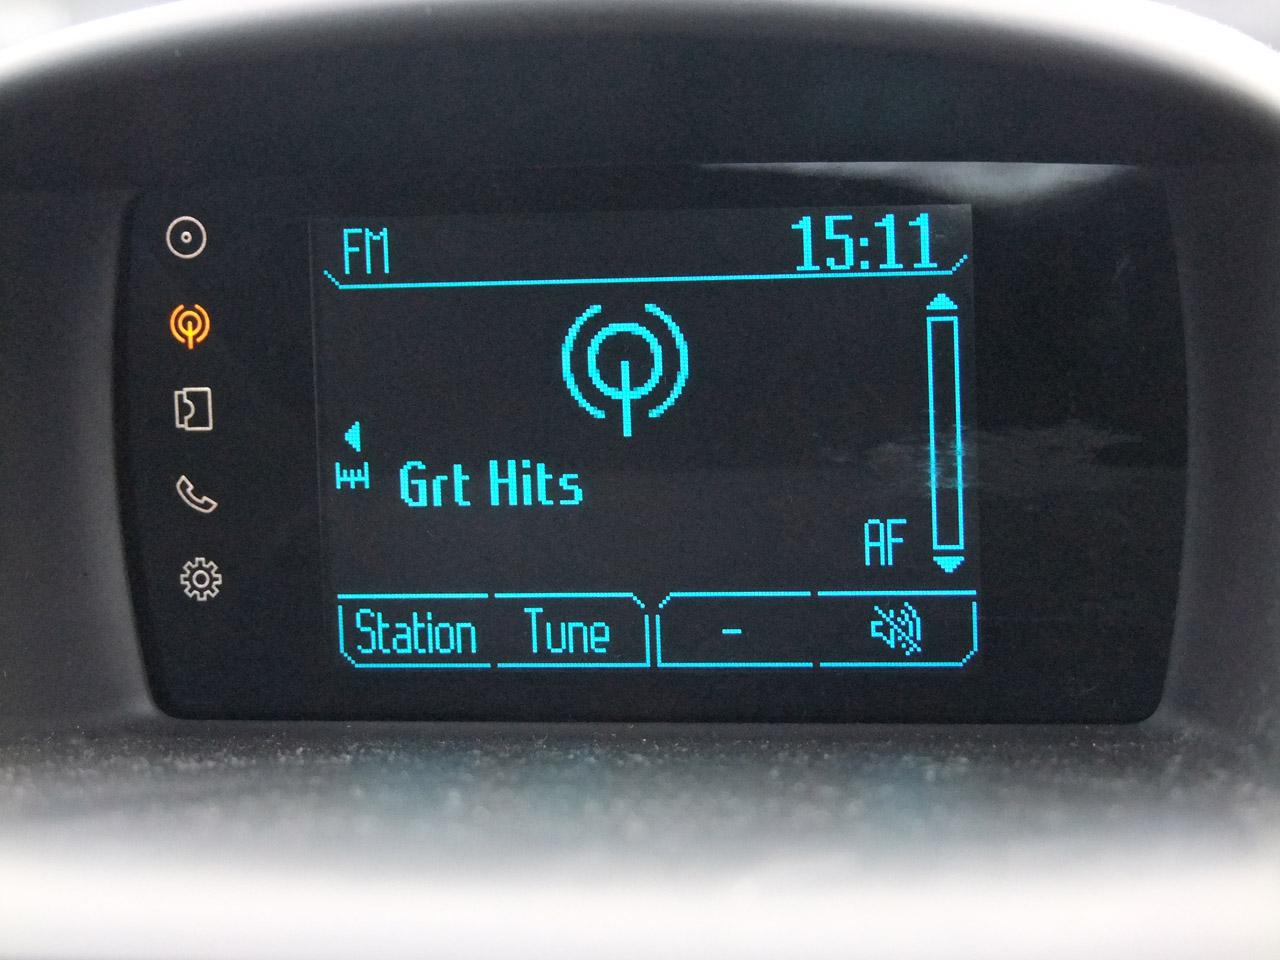 FM 15:11
Grt Hits
AF
Station Tune -